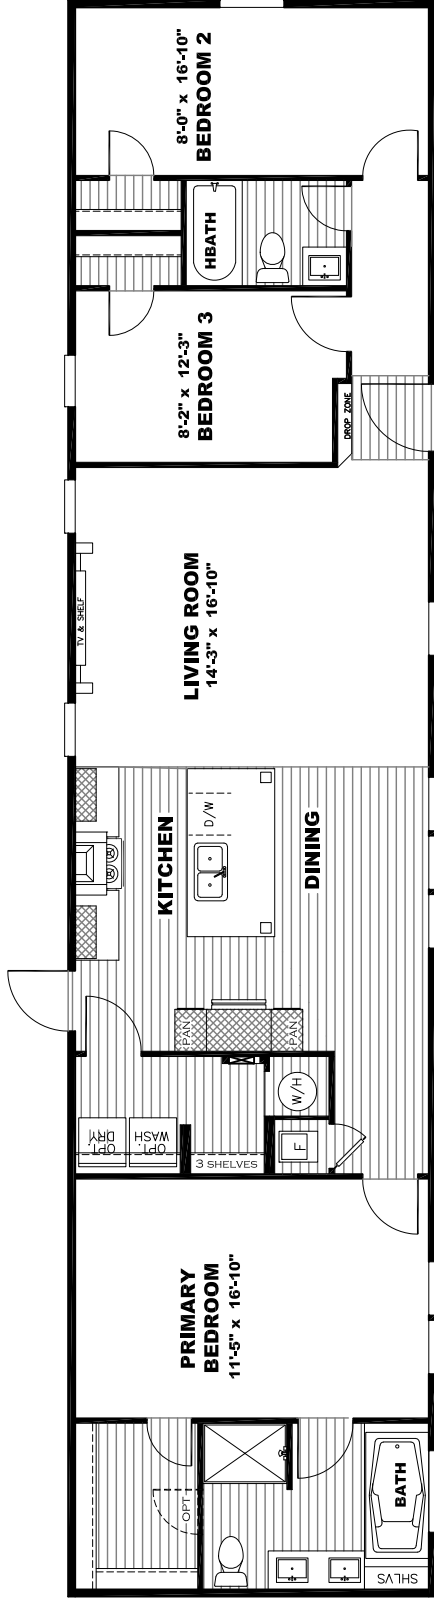 8'-0" x 16'-10"
BEDROOM 2
HBATH
8'-2" x 12'-3"
BEDROOM 3
DROP ZONE
TV & SHELF
LIVING ROOM
14'-3" x 16'-10"
KITCHEN
D/W
DINING
PAN
PAN
OPT.
DRY.
OPT.
WASH
3 SHELVES
W/H
F
PRIMARY
BEDROOM
11'-5" x 16'-10"
OPT
BATH
SHLVS